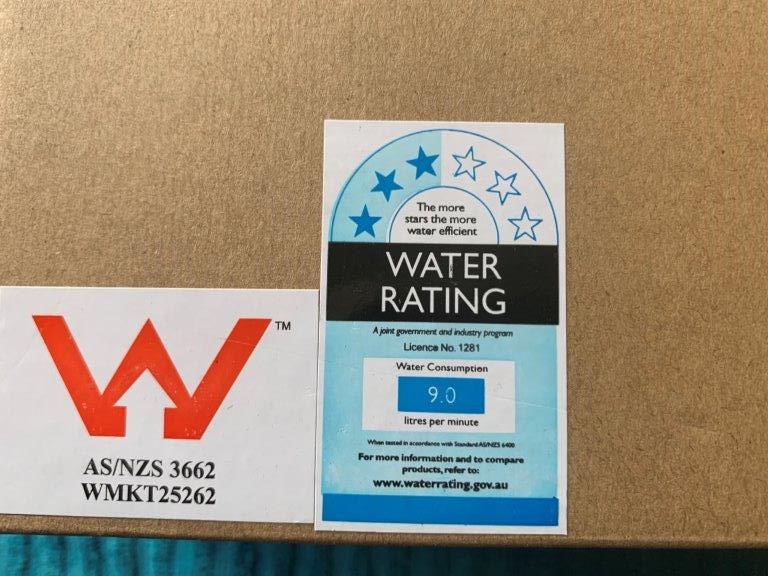 The more
stars the more
water efficient
WATER
RATING
A joint government and industry program
Licence No. 1281
Water Consumption
9.0
litres per minute
When tested in accordance with Standard AS/NZS 6400
For more information and to compare
products, refer to:
www.waterrating.gov.au
W TM
AS/NZS 3662
WMKT25262